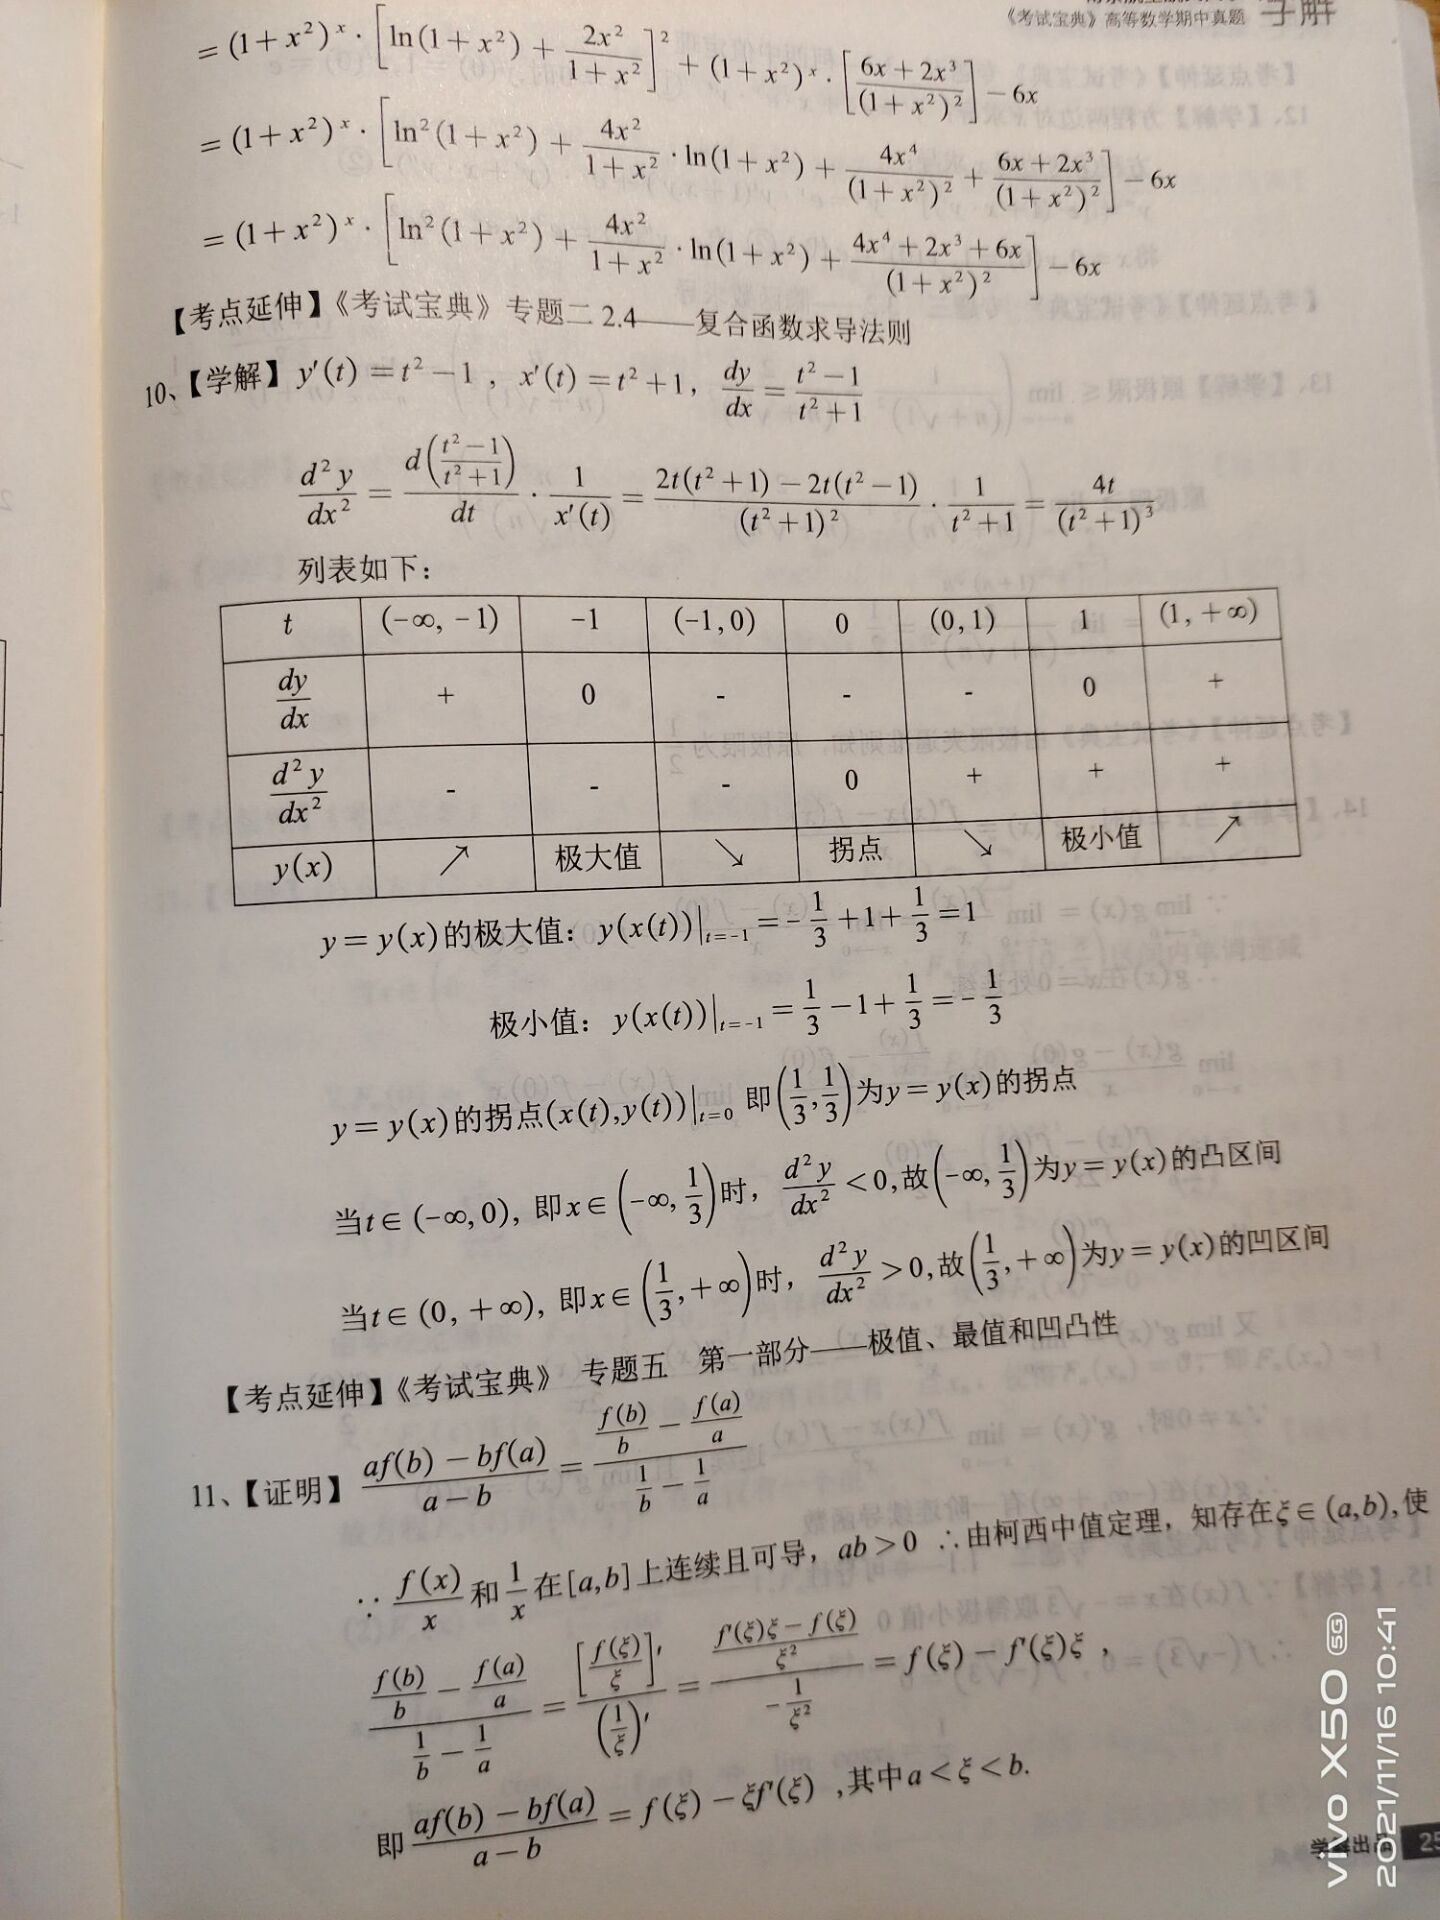 《考试宝典》高等数学期中真题 学解
= (1+x²)ˣ · [ln(1+x²) + 2x²/(1+x²)]² + (1+x²)ˣ · [(6x+2x³)/(1+x²)²] − 6x
= (1+x²)ˣ · [ln²(1+x²) + 4x²/(1+x²) · ln(1+x²) + 4x⁴/(1+x²)² + (6x+2x³)/(1+x²)²] − 6x
= (1+x²)ˣ · [ln²(1+x²) + 4x²/(1+x²) · ln(1+x²) + (4x⁴+2x³+6x)/(1+x²)²] − 6x
【考点延伸】《考试宝典》专题二 2.4——复合函数求导法则
10、【学解】y′(t) = t²−1，x′(t) = t²+1，dy/dx = (t²−1)/(t²+1)
d²y/dx² = d((t²−1)/(t²+1))/dt · 1/x′(t) = (2t(t²+1)−2t(t²−1))/(t²+1)² · 1/(t²+1) = 4t/(t²+1)³
列表如下：
t (−∞,−1) −1 (−1,0) 0 (0,1) 1 (1,+∞)
dy/dx + 0 - - - 0 +
d²y/dx² - - - 0 + + +
y(x) ↗ 极大值 ↘ 拐点 ↘ 极小值 ↗
y = y(x)的极大值：y(x(t))|t=−1 = −1/3+1+1/3 = 1
极小值：y(x(t))|t=−1 = 1/3−1+1/3 = −1/3
y = y(x)的拐点(x(t),y(t))|t=0 即(1/3,1/3)为y = y(x)的拐点
当t∈(−∞,0)，即x∈(−∞,1/3)时，d²y/dx² <0,故(−∞,1/3)为y = y(x)的凸区间
当t∈(0,+∞)，即x∈(1/3,+∞)时，d²y/dx² >0,故(1/3,+∞)为y = y(x)的凹区间
【考点延伸】《考试宝典》 专题五 第一部分——极值、最值和凹凸性
11、【证明】(af(b)−bf(a))/(a−b) = (f(b)/b − f(a)/a)/(1/b − 1/a)
∵ f(x)/x 和 1/x 在[a,b]上连续且可导，ab>0 ∴由柯西中值定理，知存在ξ∈(a,b),使
(f(b)/b − f(a)/a)/(1/b − 1/a) = [f(ξ)/ξ]′/(1/ξ)′ = ((f′(ξ)ξ−f(ξ))/ξ²)/(−1/ξ²) = f(ξ)−f′(ξ)ξ ，
即 (af(b)−bf(a))/(a−b) = f(ξ)−ξf′(ξ) ,其中a<ξ<b.
学解出品 25
vivo X50 5G
2021/11/16 10:41